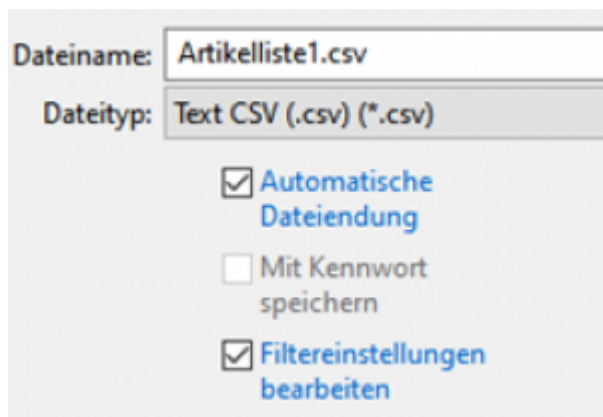 Dateiname: Artikelliste1.csv
Dateityp: Text CSV (.csv) (*.csv)
Automatische
Dateiendung
Mit Kennwort
speichern
Filtereinstellungen
bearbeiten